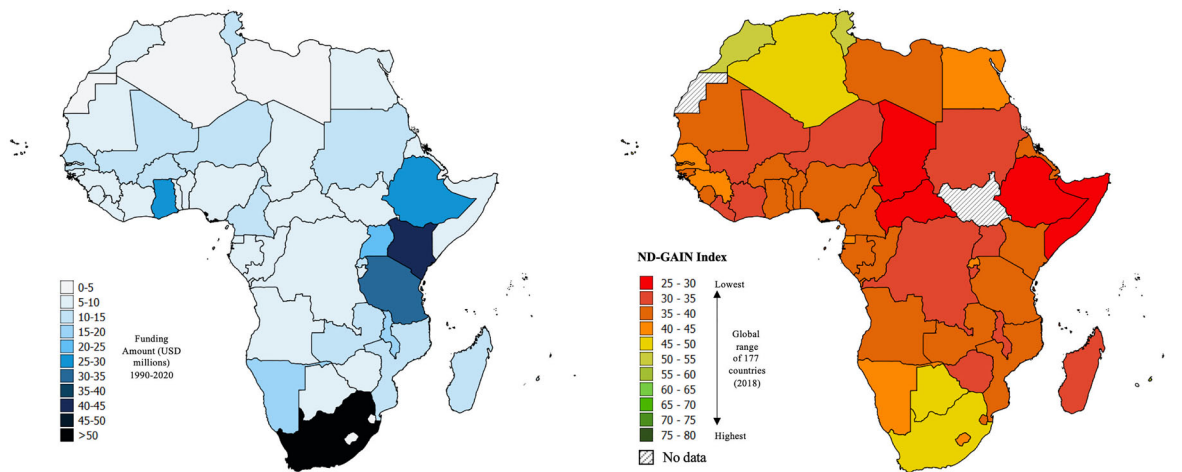 0-5
5-10
10-15
15-20
20-25
25-30
30-35
35-40
40-45
45-50
>50
Funding
Amount (USD
millions)
1990-2020
ND-GAIN Index
25 - 30
30 - 35
35 - 40
40 - 45
45 - 50
50 - 55
55 - 60
60 - 65
65 - 70
70 - 75
75 - 80
No data
Lowest
Global
range
of 177
countries
(2018)
Highest